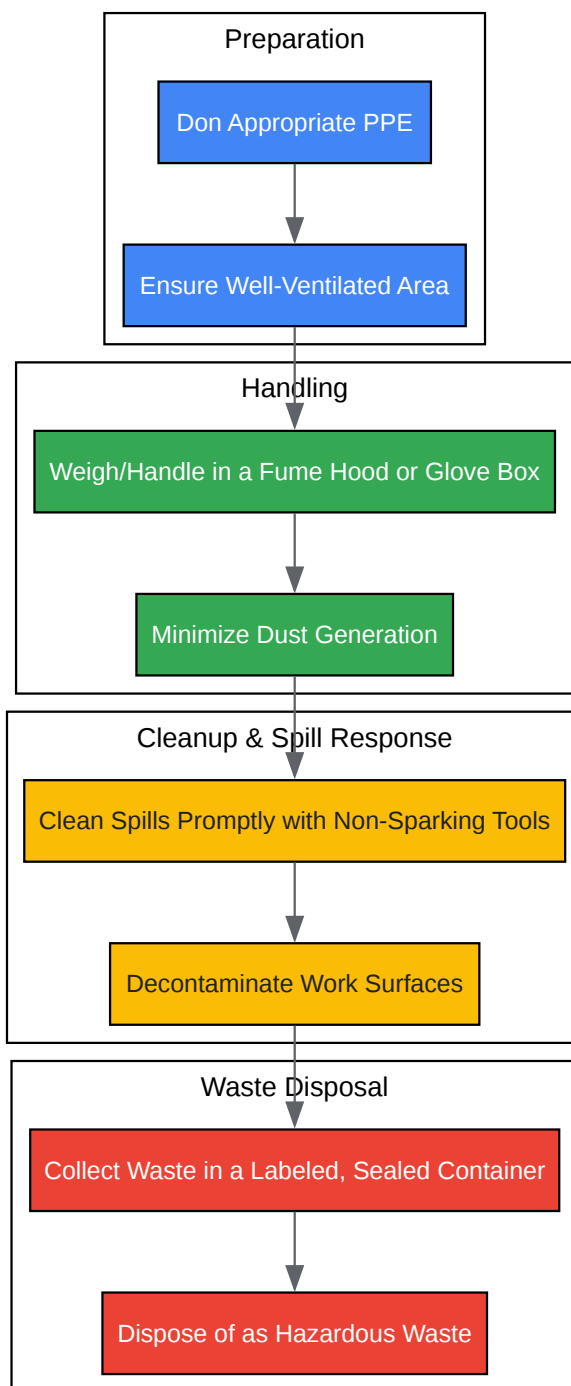 Preparation
Don Appropriate PPE
Ensure Well-Ventilated Area
Handling
Weigh/Handle in a Fume Hood or Glove Box
Minimize Dust Generation
Cleanup & Spill Response
Clean Spills Promptly with Non-Sparking Tools
Decontaminate Work Surfaces
Waste Disposal
Collect Waste in a Labeled, Sealed Container
Dispose of as Hazardous Waste